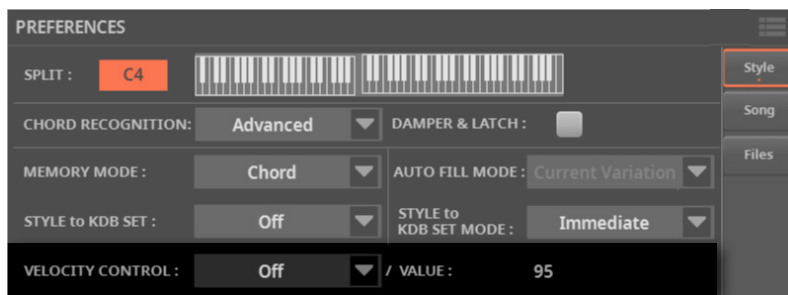 PREFERENCES
SPLIT : C4
Style
CHORD RECOGNITION: Advanced DAMPER & LATCH :
Song
MEMORY MODE : Chord AUTO FILL MODE : Current Variation
Files
STYLE to KDB SET : Off STYLE to
KDB SET MODE : Immediate
VELOCITY CONTROL : Off / VALUE : 95